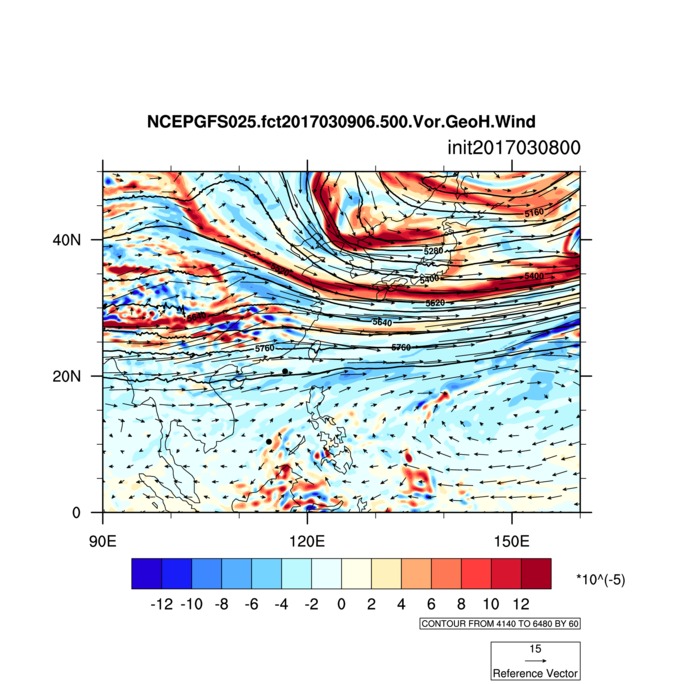 NCEPGFS025.fct2017030906.500.Vor.GeoH.Wind
init2017030800
5160
40N
5280
5400
5400
5520
5640
5760
5760
20N
0
90E 120E 150E
-12 -10 -8 -6 -4 -2 0 2 4 6 8 10 12
*10^(-5)
CONTOUR FROM 4140 TO 6480 BY 60
15
Reference Vector